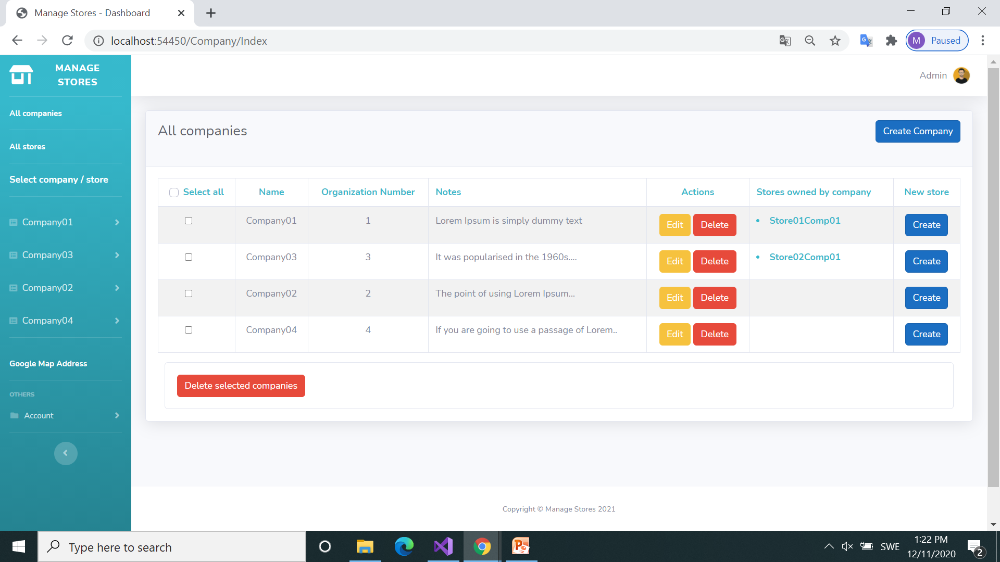 Manage Stores - Dashboard
localhost:54450/Company/Index
M Paused
MANAGE
STORES
Admin
All companies
All stores
Select company / store
Company01
Company03
Company02
Company04
Google Map Address
OTHERS
Account
All companies
Create Company
Select all Name Organization Number Notes Actions Stores owned by company New store
Company01 1 Lorem Ipsum is simply dummy text Edit Delete • Store01Comp01 Create
Company03 3 It was popularised in the 1960s.... Edit Delete • Store02Comp01 Create
Company02 2 The point of using Lorem Ipsum... Edit Delete Create
Company04 4 If you are going to use a passage of Lorem.. Edit Delete Create
Delete selected companies
Copyright © Manage Stores 2021
Type here to search
SWE
1:22 PM
12/11/2020
2